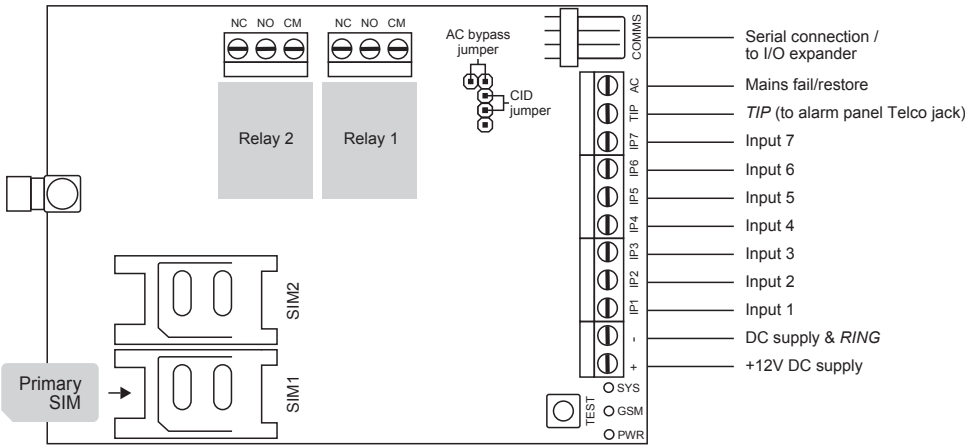 NC NO CM
NC NO CM
Relay 2
Relay 1
AC bypass
jumper
CID
jumper
COMMS
Serial connection /
to I/O expander
AC
Mains fail/restore
TIP
TIP (to alarm panel Telco jack)
IP7
Input 7
IP6
Input 6
IP5
Input 5
IP4
Input 4
IP3
Input 3
IP2
Input 2
IP1
Input 1
-
DC supply & RING
+
+12V DC supply
SIM2
SIM1
Primary
SIM
TEST
SYS
GSM
PWR